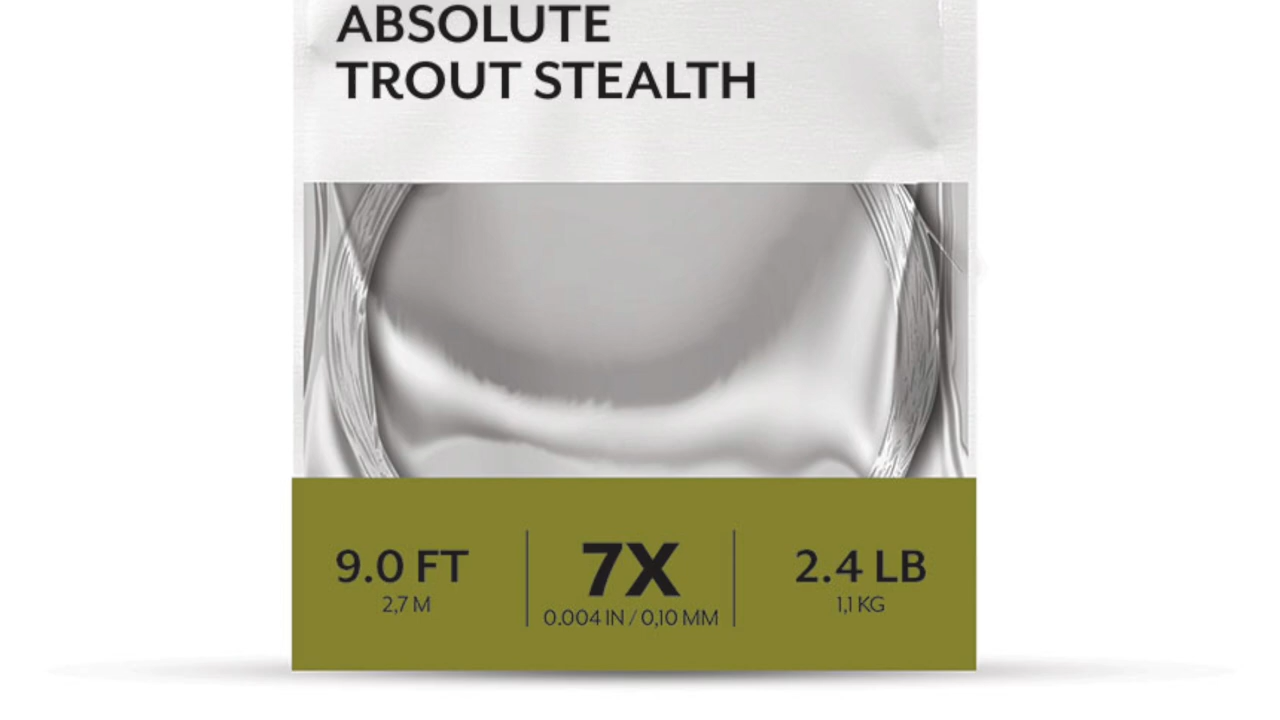 ABSOLUTE
TROUT STEALTH
9.0 FT
2,7 M
7X
0.004 IN / 0,10 MM
2.4 LB
1,1 KG